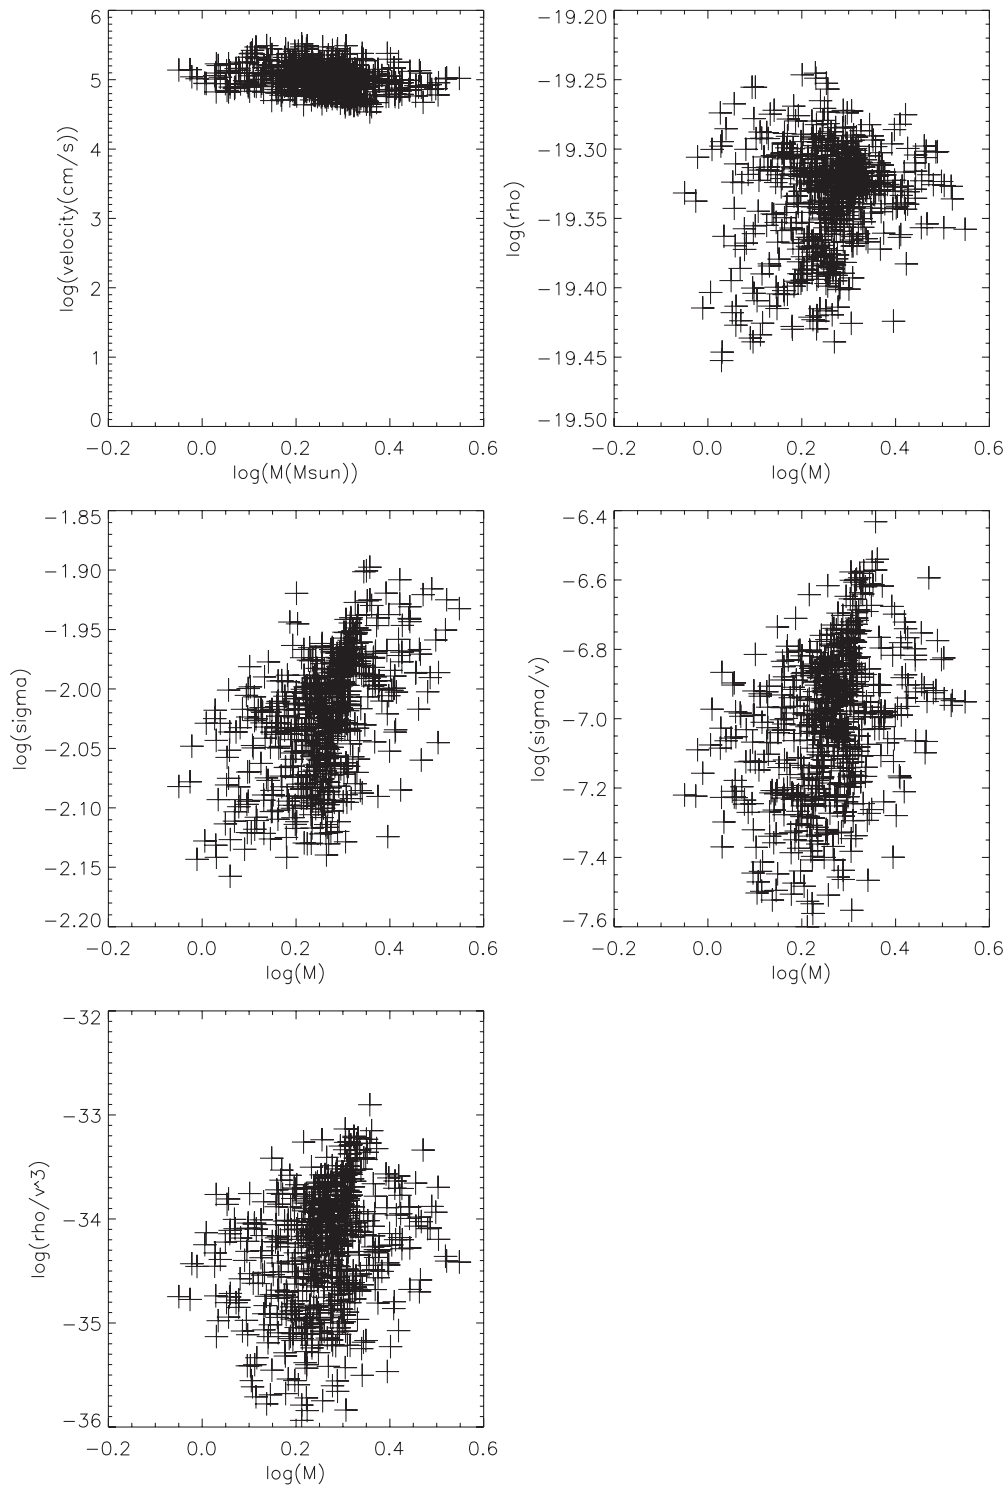 6
5
4
3
2
1
0
log(velocity(cm/s))
−0.2 0.0 0.2 0.4 0.6
log(M(Msun))
−19.20
−19.25
−19.30
−19.35
−19.40
−19.45
−19.50
log(rho)
−0.2 0.0 0.2 0.4 0.6
log(M)
−1.85
−1.90
−1.95
−2.00
−2.05
−2.10
−2.15
−2.20
log(sigma)
−0.2 0.0 0.2 0.4 0.6
log(M)
−6.4
−6.6
−6.8
−7.0
−7.2
−7.4
−7.6
log(sigma/v)
−0.2 0.0 0.2 0.4 0.6
log(M)
−32
−33
−34
−35
−36
log(rho/v^3)
−0.2 0.0 0.2 0.4 0.6
log(M)